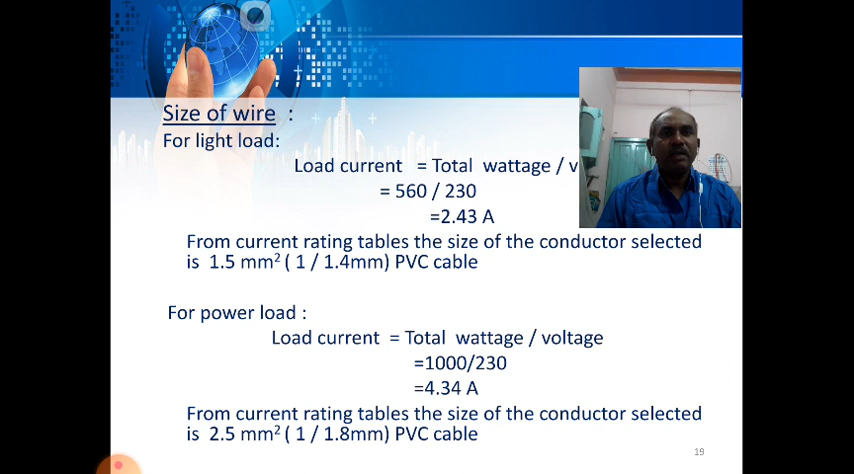 Size of wire :
For light load:
Load current = Total wattage / v
= 560 / 230
=2.43 A
From current rating tables the size of the conductor selected
is 1.5 mm² ( 1 / 1.4mm) PVC cable
For power load :
Load current = Total wattage / voltage
=1000/230
=4.34 A
From current rating tables the size of the conductor selected
is 2.5 mm² ( 1 / 1.8mm) PVC cable
19